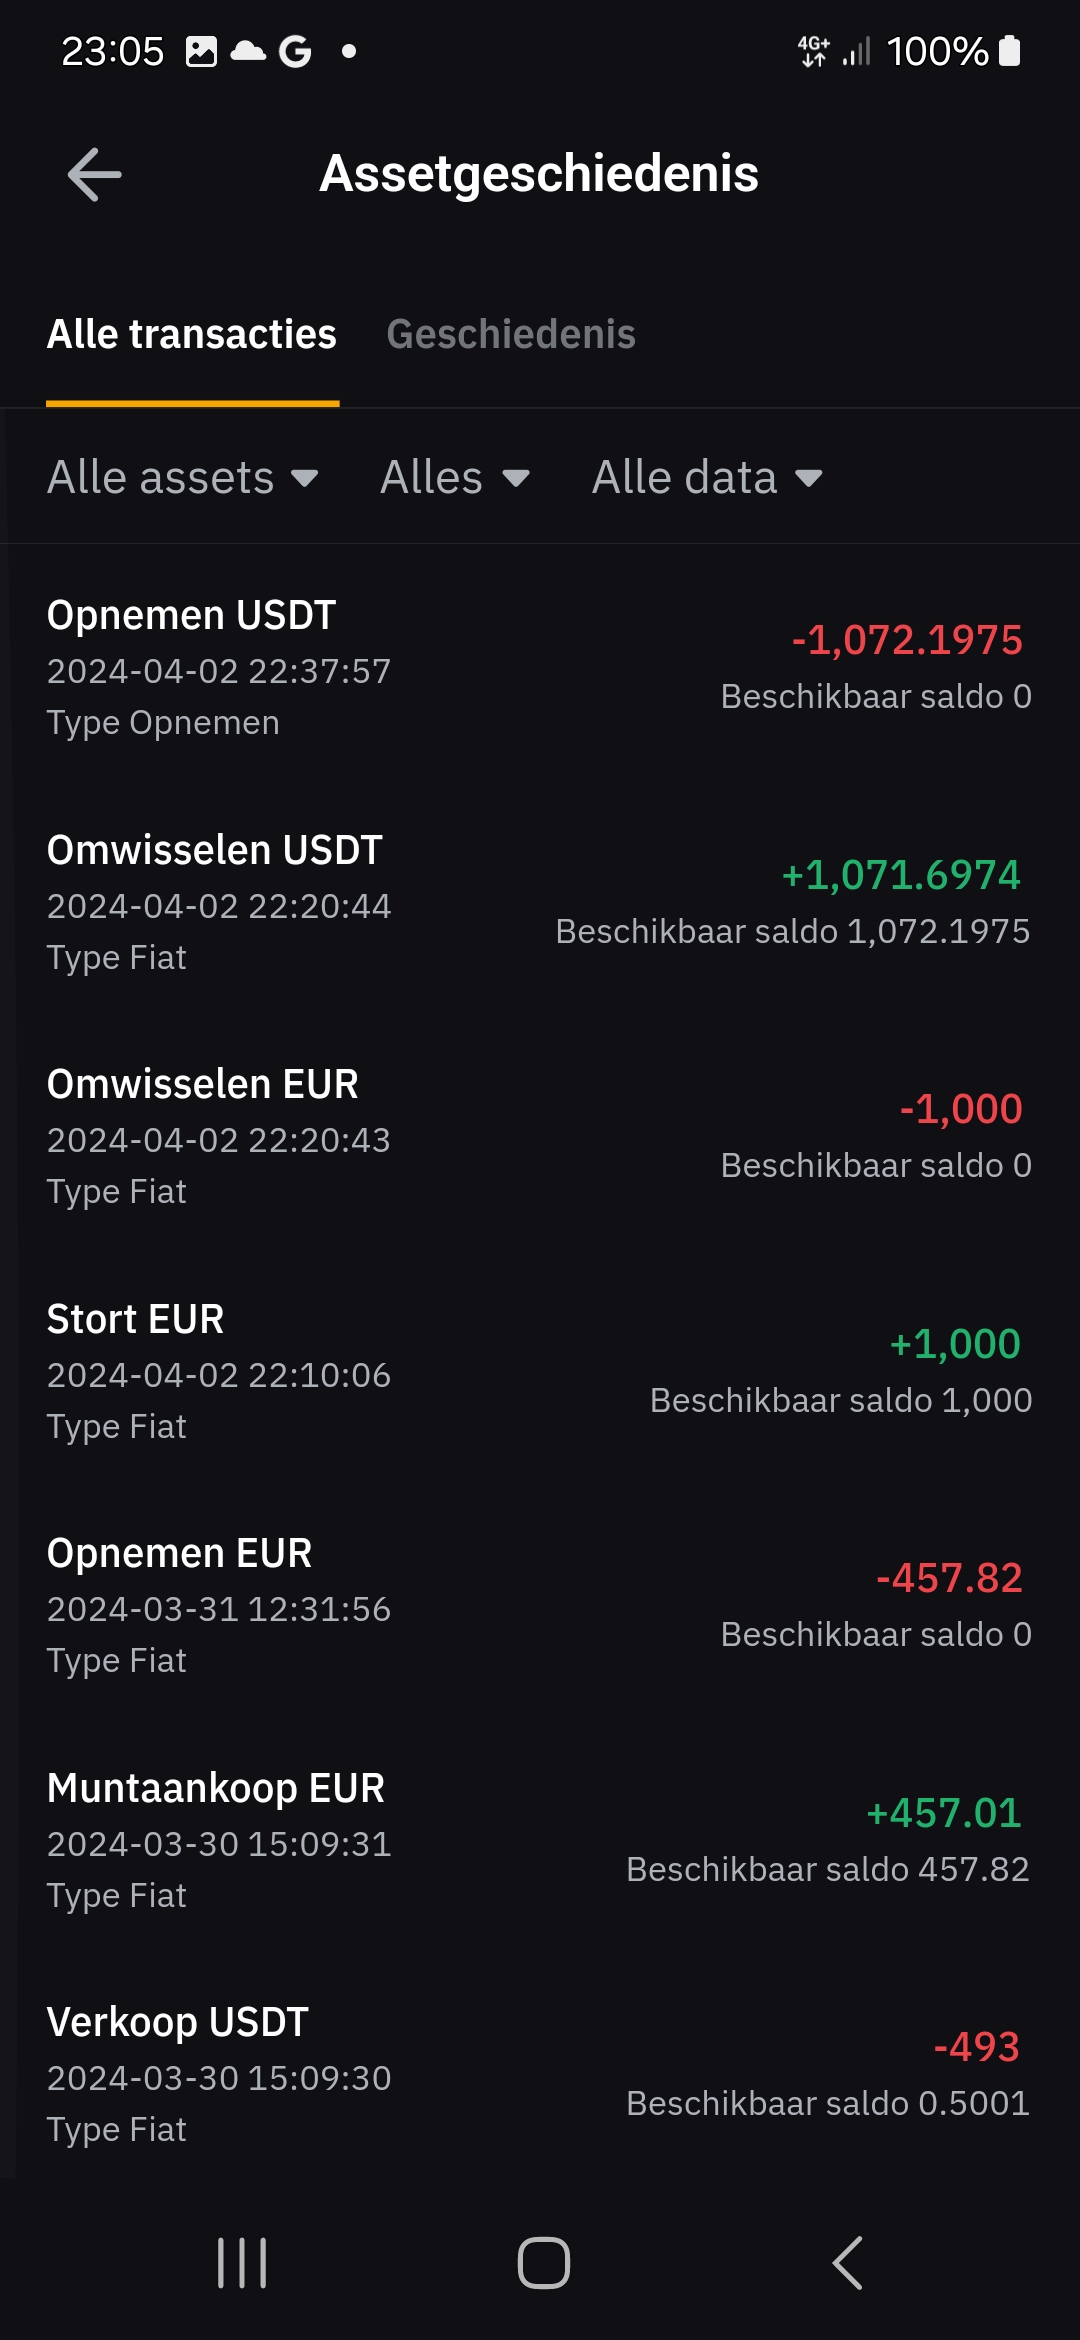 23:05
4G+ 100%
Assetgeschiedenis
Alle transacties Geschiedenis
Alle assets Alles Alle data
Opnemen USDT
-1,072.1975
2024-04-02 22:37:57
Beschikbaar saldo 0
Type Opnemen
Omwisselen USDT
+1,071.6974
2024-04-02 22:20:44
Beschikbaar saldo 1,072.1975
Type Fiat
Omwisselen EUR
-1,000
2024-04-02 22:20:43
Beschikbaar saldo 0
Type Fiat
Stort EUR
+1,000
2024-04-02 22:10:06
Beschikbaar saldo 1,000
Type Fiat
Opnemen EUR
-457.82
2024-03-31 12:31:56
Beschikbaar saldo 0
Type Fiat
Muntaankoop EUR
+457.01
2024-03-30 15:09:31
Beschikbaar saldo 457.82
Type Fiat
Verkoop USDT
-493
2024-03-30 15:09:30
Beschikbaar saldo 0.5001
Type Fiat